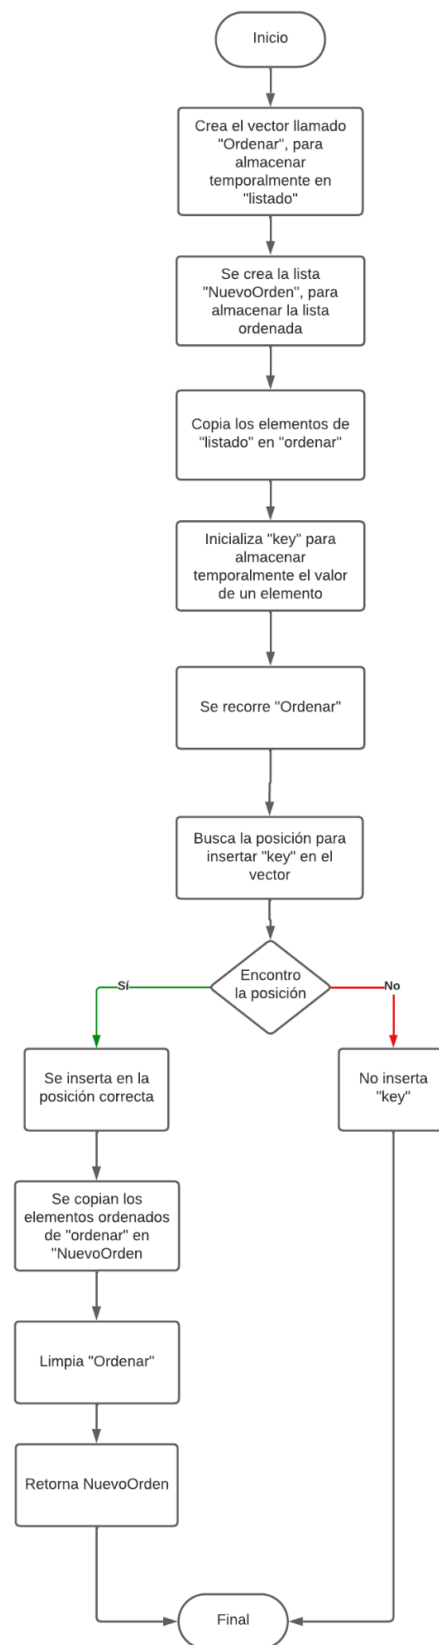 Inicio
Crea el vector llamado
"Ordenar", para
almacenar
temporalmente en
"listado"
Se crea la lista
"NuevoOrden", para
almacenar la lista
ordenada
Copia los elementos de
"listado" en "ordenar"
Inicializa "key" para
almacenar
temporalmente el valor
de un elemento
Se recorre "Ordenar"
Busca la posición para
insertar "key" en el
vector
Encontro
la posición
Sí
No
Se inserta en la
posición correcta
No inserta
"key"
Se copian los
elementos ordenados
de "ordenar" en
"NuevoOrden
Limpia "Ordenar"
Retorna NuevoOrden
Final